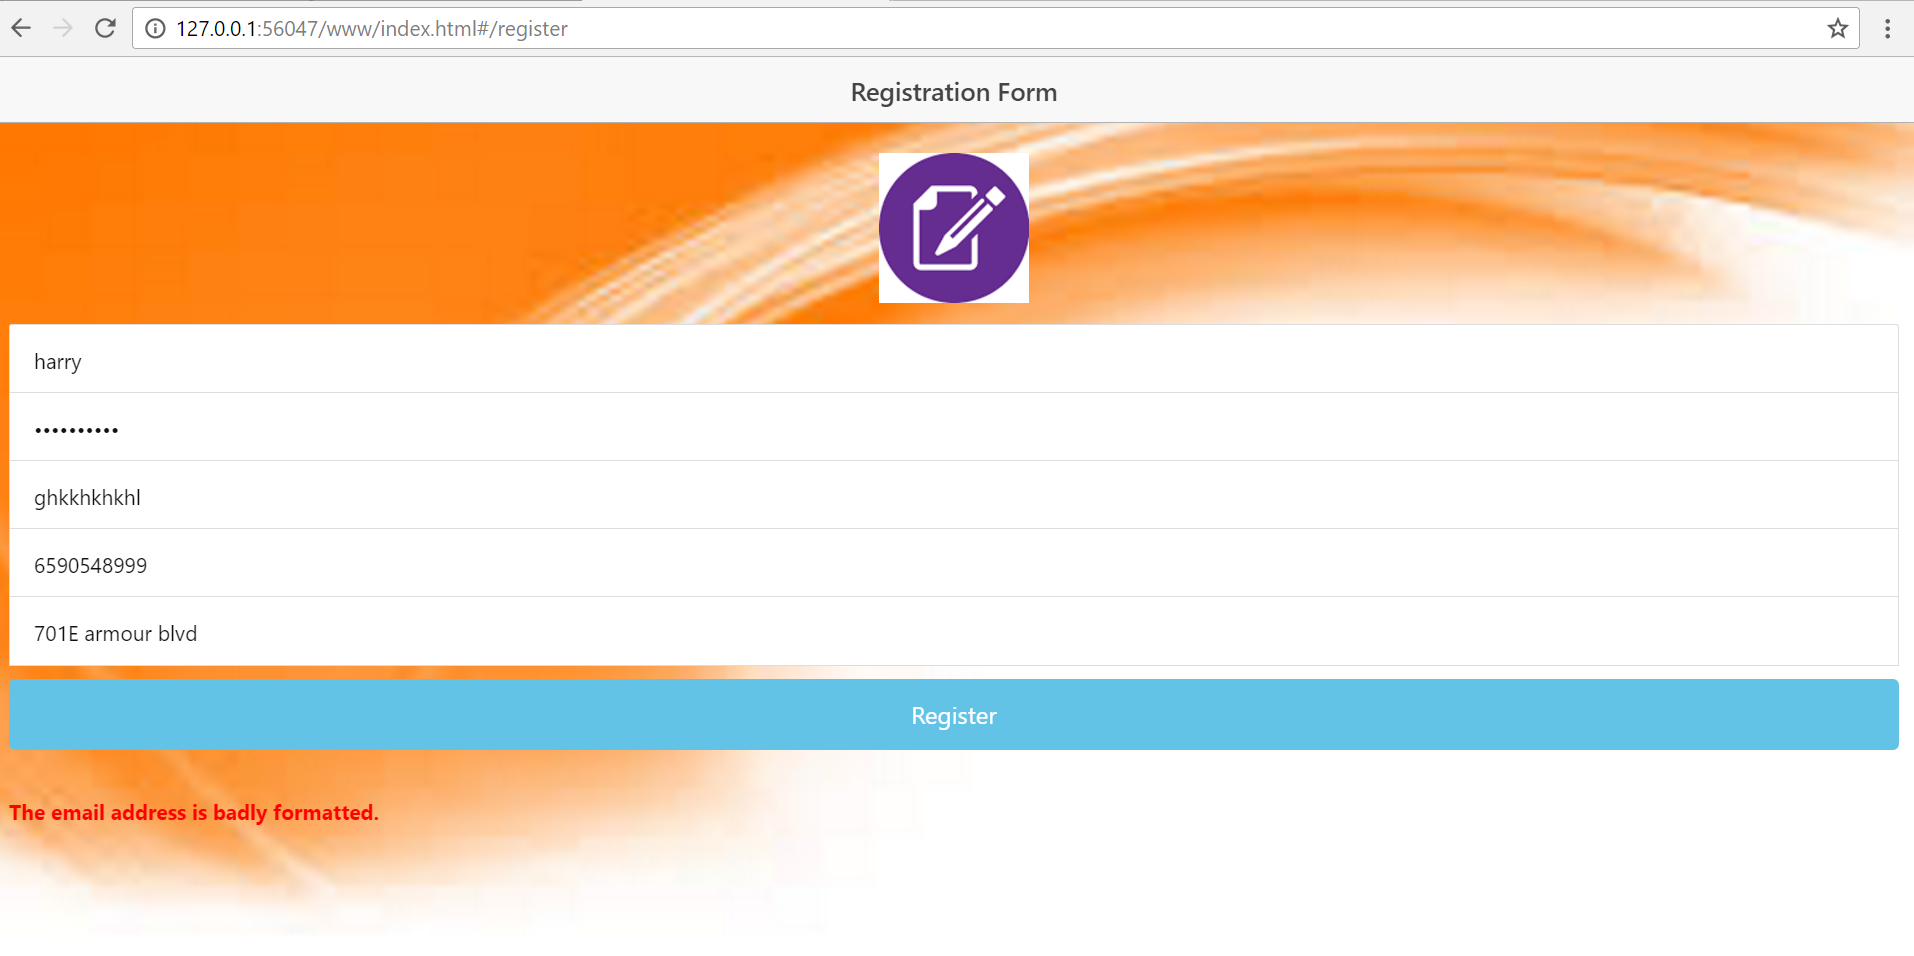 127.0.0.1:56047/www/index.html#/register
Registration Form
harry
••••••••••
ghkkhkhkhl
6590548999
701E armour blvd
Register
The email address is badly formatted.